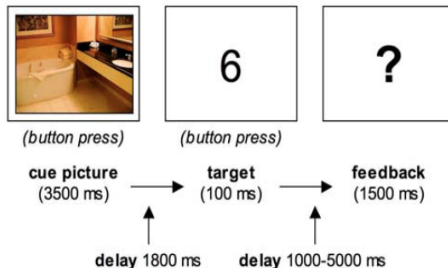 6
?
(button press)
(button press)
cue picture
(3500 ms)
target
(100 ms)
feedback
(1500 ms)
delay 1800 ms
delay 1000-5000 ms